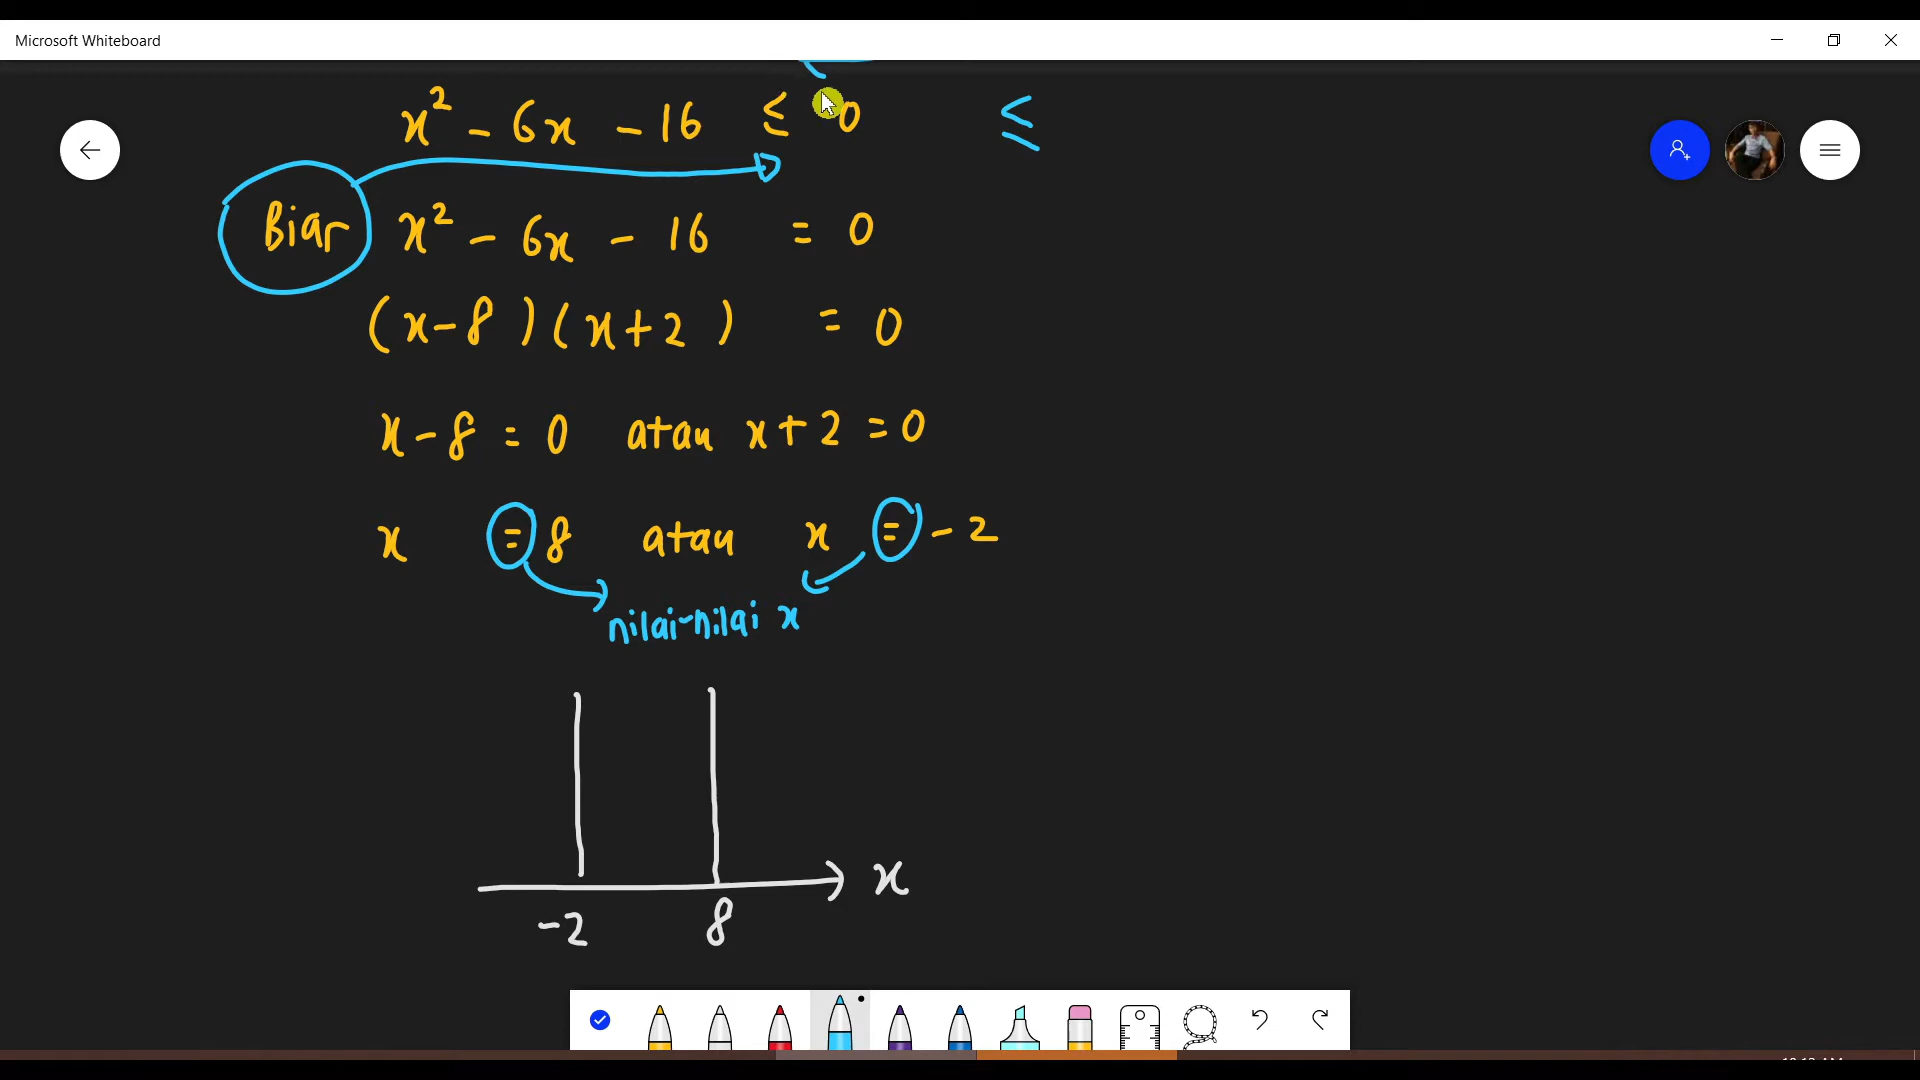 Microsoft Whiteboard
x² - 6x - 16 ≤ 0 ≤
Biar x² - 6x - 16 = 0
(x-8)(x+2) = 0
x-8 = 0 atau x+2 = 0
x = 8 atau x = -2
nilai-nilai x
x
-2 8